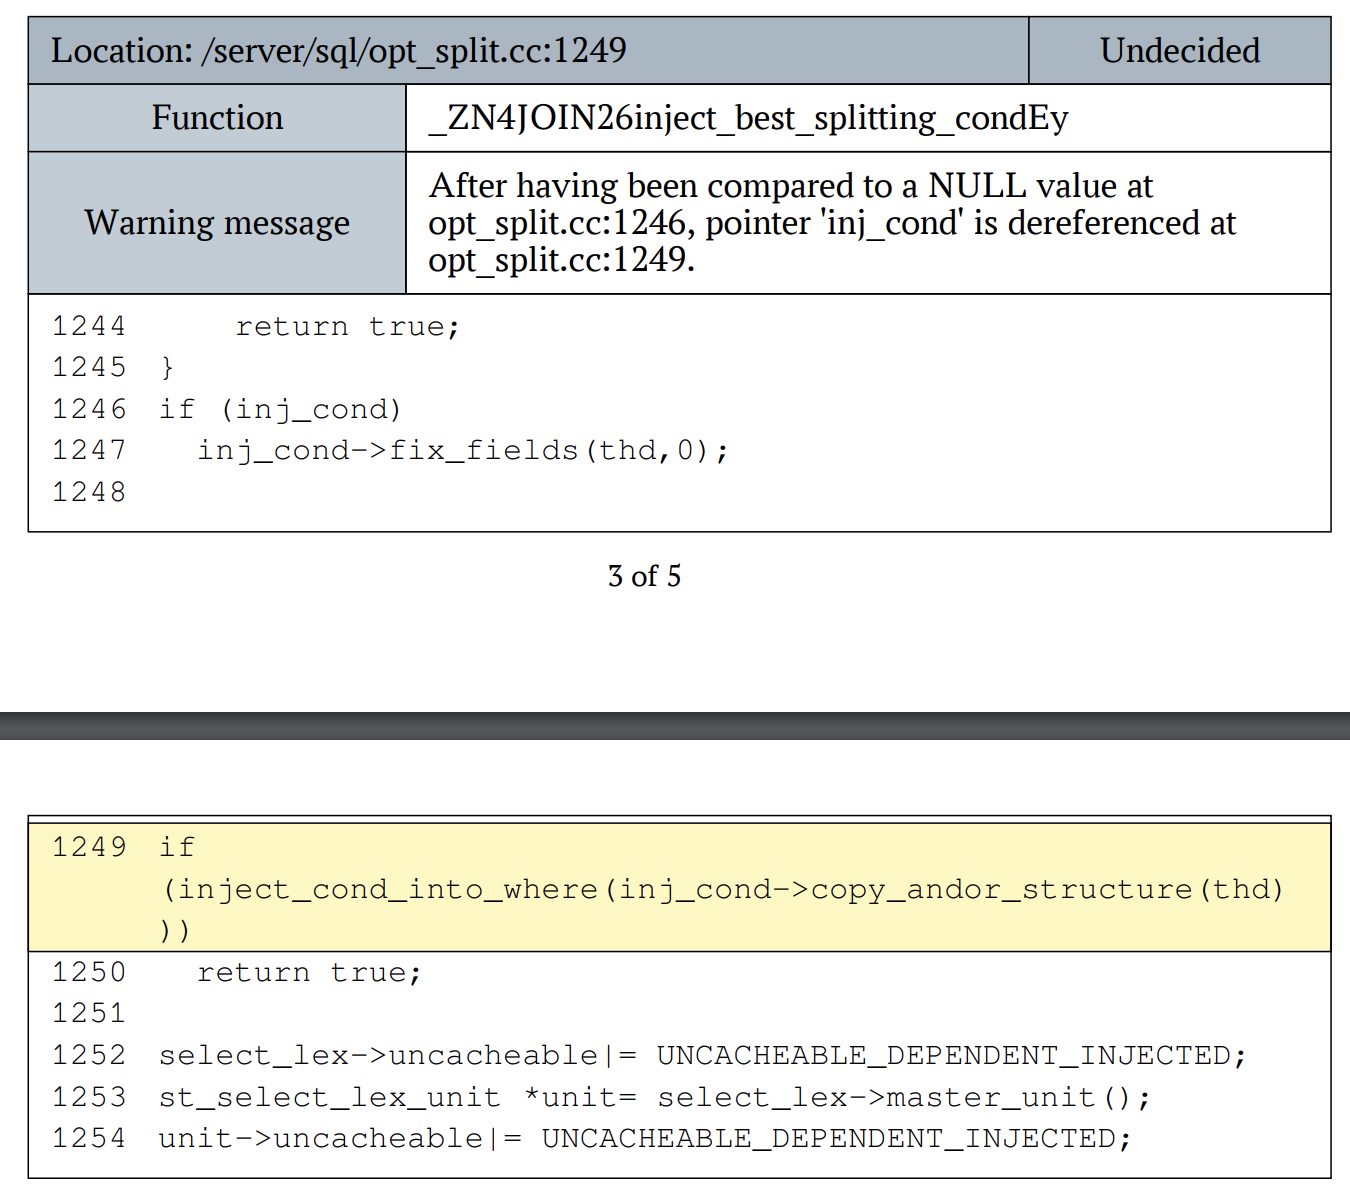 Location: /server/sql/opt_split.cc:1249 Undecided
Function _ZN4JOIN26inject_best_splitting_condEy
Warning message
After having been compared to a NULL value at
opt_split.cc:1246, pointer 'inj_cond' is dereferenced at
opt_split.cc:1249.
1244     return true;
1245 }
1246 if (inj_cond)
1247   inj_cond->fix_fields(thd,0);
1248
3 of 5
1249 if
(inject_cond_into_where(inj_cond->copy_andor_structure(thd)
))
1250   return true;
1251
1252 select_lex->uncacheable|= UNCACHEABLE_DEPENDENT_INJECTED;
1253 st_select_lex_unit *unit= select_lex->master_unit();
1254 unit->uncacheable|= UNCACHEABLE_DEPENDENT_INJECTED;